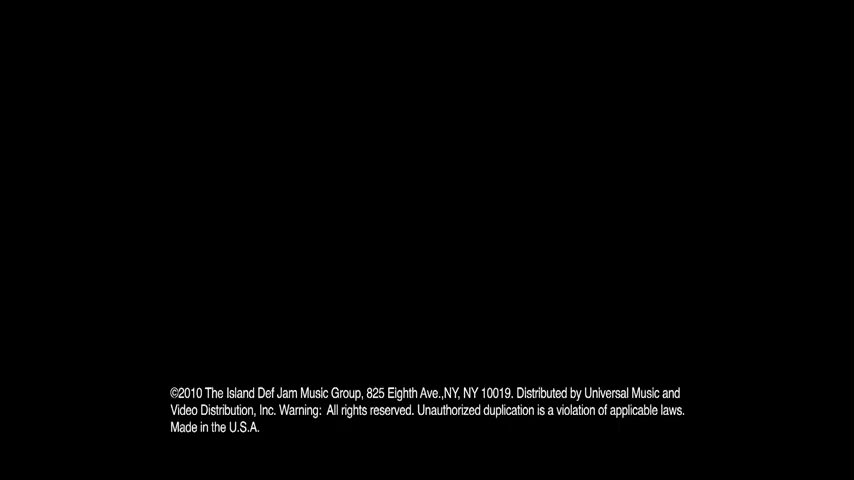 ©2010 The Island Def Jam Music Group, 825 Eighth Ave.,NY, NY 10019. Distributed by Universal Music and
Video Distribution, Inc. Warning: All rights reserved. Unauthorized duplication is a violation of applicable laws.
Made in the U.S.A.